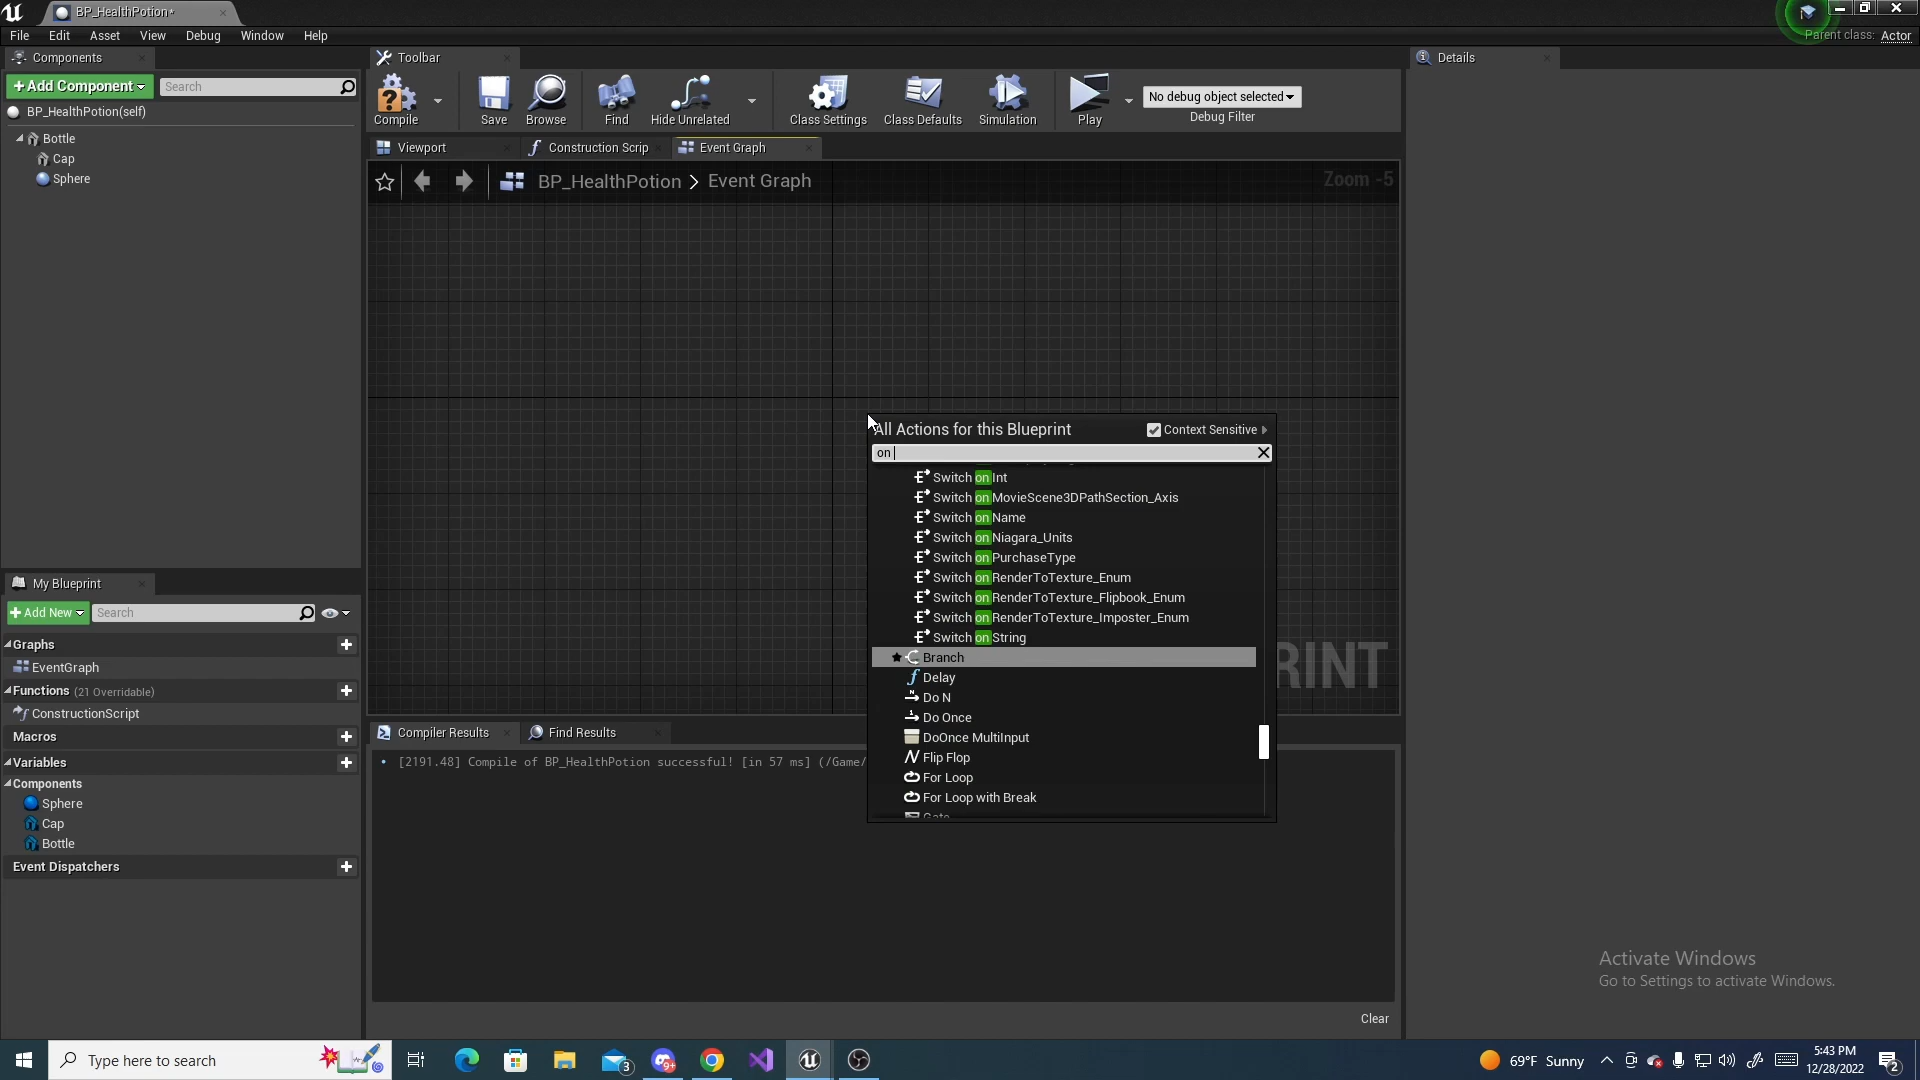 BP_HealthPotion*
File Edit Asset View Debug Window Help
Parent class: Actor
Components
Toolbar
Details
+Add Component
Search
BP_HealthPotion(self)
Bottle
Cap
Sphere
Compile
Save
Browse
Find
Hide Unrelated
Class Settings
Class Defaults
Simulation
Play
No debug object selected
Debug Filter
Viewport
Construction Scrip
Event Graph
BP_HealthPotion > Event Graph
Zoom -5
All Actions for this Blueprint
Context Sensitive
on
Switch on Int
Switch on MovieScene3DPathSection_Axis
Switch on Name
Switch on Niagara_Units
Switch on PurchaseType
Switch on RenderToTexture_Enum
Switch on RenderToTexture_Flipbook_Enum
Switch on RenderToTexture_Imposter_Enum
Switch on String
Branch
Delay
Do N
Do Once
DoOnce MultiInput
Flip Flop
For Loop
For Loop with Break
Gate
RINT
My Blueprint
+Add New
Search
Graphs
EventGraph
Functions (21 Overridable)
ConstructionScript
Macros
Variables
Components
Sphere
Cap
Bottle
Event Dispatchers
Compiler Results
Find Results
[2191.48] Compile of BP_HealthPotion successful! [in 57 ms] (/Game/
Clear
Activate Windows
Go to Settings to activate Windows.
Type here to search
3
9+
69°F Sunny
5:43 PM
12/28/2022
2